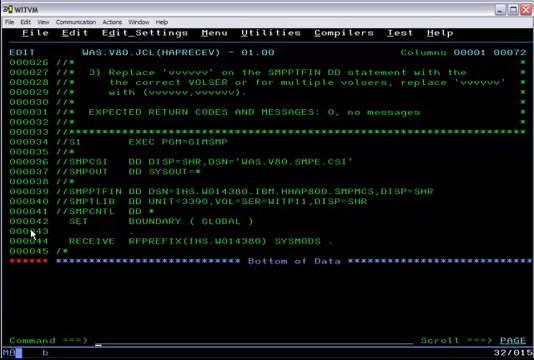 WITVM
File Edit View Communication Actions Window Help
File Edit Edit_Settings Menu Utilities Compilers Test Help
EDIT WAS.V80.JCL(HAPRECEV) - 01.00 Columns 00001 00072
000026 //* *
000027 //* 3) Replace 'vvvvvv' on the SMPPTFIN DD statement with the *
000028 //* the correct VOLSER or for multiple volsers, replace 'vvvvvv' *
000029 //* with (vvvvvv,vvvvvv). *
000030 //* *
000031 //* EXPECTED RETURN CODES AND MESSAGES: 0, no messages *
000032 //* *
000033 //*********************************************************************
000034 //S1 EXEC PGM=GIMSMP
000035 //*
000036 //SMPCSI DD DISP=SHR,DSN='WAS.V80.SMPE.CSI'
000037 //SMPOUT DD SYSOUT=*
000038 //*
000039 //SMPPTFIN DD DSN=IHS.WO14380.IBM.HHAP800.SMPMCS,DISP=SHR
000040 //SMPTLIB DD UNIT=3390,VOL=SER=WITP11,DISP=SHR
000041 //SMPCNTL DD *
000042 SET BOUNDARY ( GLOBAL )
000043 .
000044 RECEIVE RFPREFIX(IHS.WO14380) SYSMODS .
000045 /*
****** **************************** Bottom of Data ****************************
Command ===> Scroll ===> PAGE
MA b 32/015